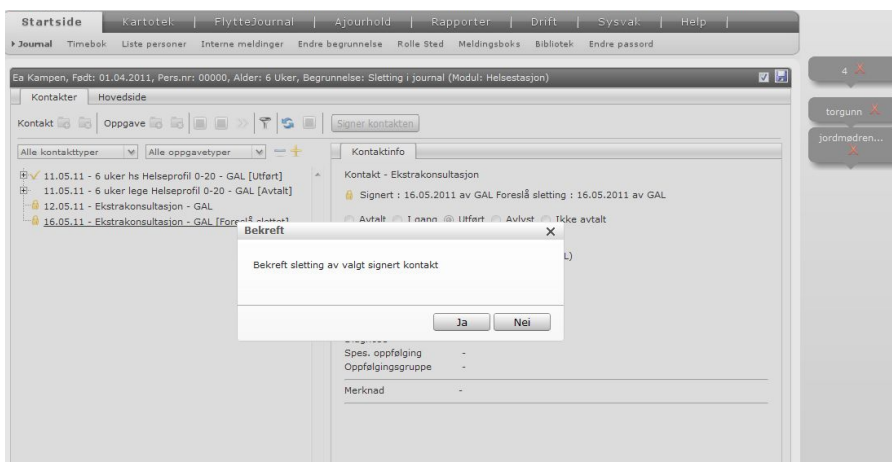 Startside | Kartotek | FlytteJournal | Ajourhold | Rapporter | Drift | Sysvak | Help |
Journal Timebok Liste personer Interne meldinger Endre begrunnelse Rolle Sted Meldingsboks Bibliotek Endre passord
4
Ea Kampen, Født: 01.04.2011, Pers.nr: 00000, Alder: 6 Uker, Begrunnelse: Sletting i journal (Modul: Helsestasjon)
Kontakter Hovedside
torgunn
Kontakt Oppgave Signer kontakten
jordmødren...
Alle kontakttyper Alle oppgavetyper Kontaktinfo
11.05.11 - 6 uker hs Helseprofil 0-20 - GAL [Utført]
Kontakt - Ekstrakonsultasjon
11.05.11 - 6 uker lege Helseprofil 0-20 - GAL [Avtalt]
Signert : 16.05.2011 av GAL Foreslå sletting : 16.05.2011 av GAL
12.05.11 - Ekstrakonsultasjon - GAL
16.05.11 - Ekstrakonsultasjon - GAL [Foreslå slettet]
Avtalt I gang Utført Avlyst Ikke avtalt
Bekreft
L)
Bekreft sletting av valgt signert kontakt
Ja Nei
Spes. oppfølging -
Oppfølgingsgruppe -
Merknad -